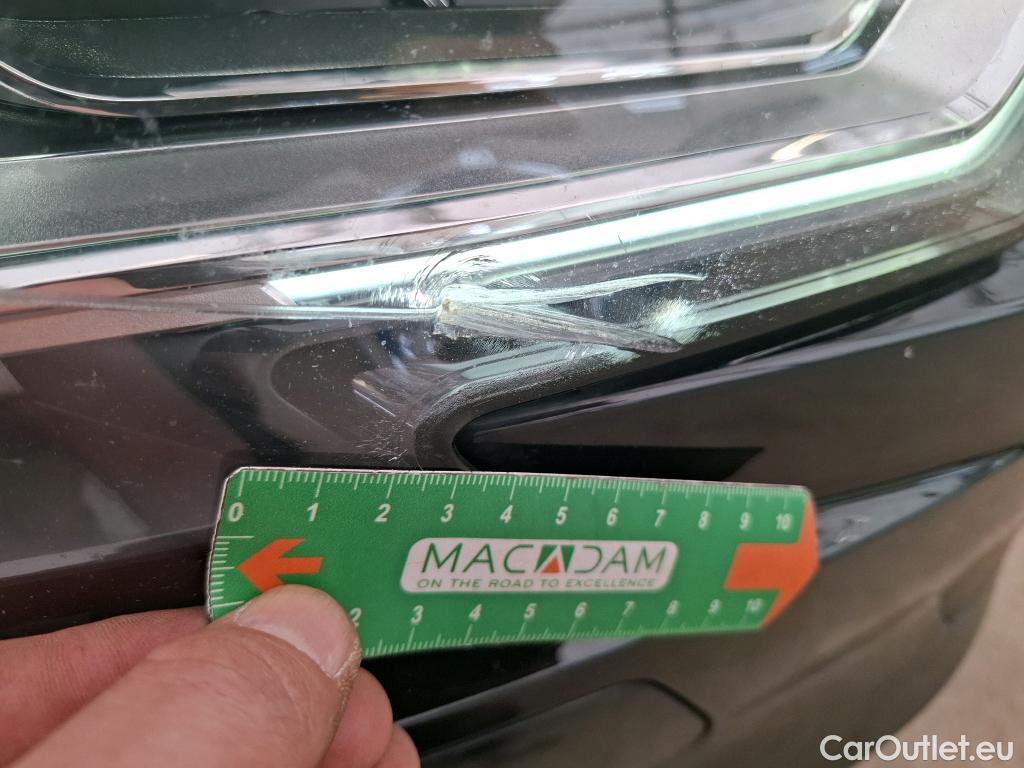 0 1 2 3 4 5 6 7 8 9 10
MACADAM
ON THE ROAD TO EXCELLENCE
2 3 4 5 6 7 8 9 10
CarOutlet.eu